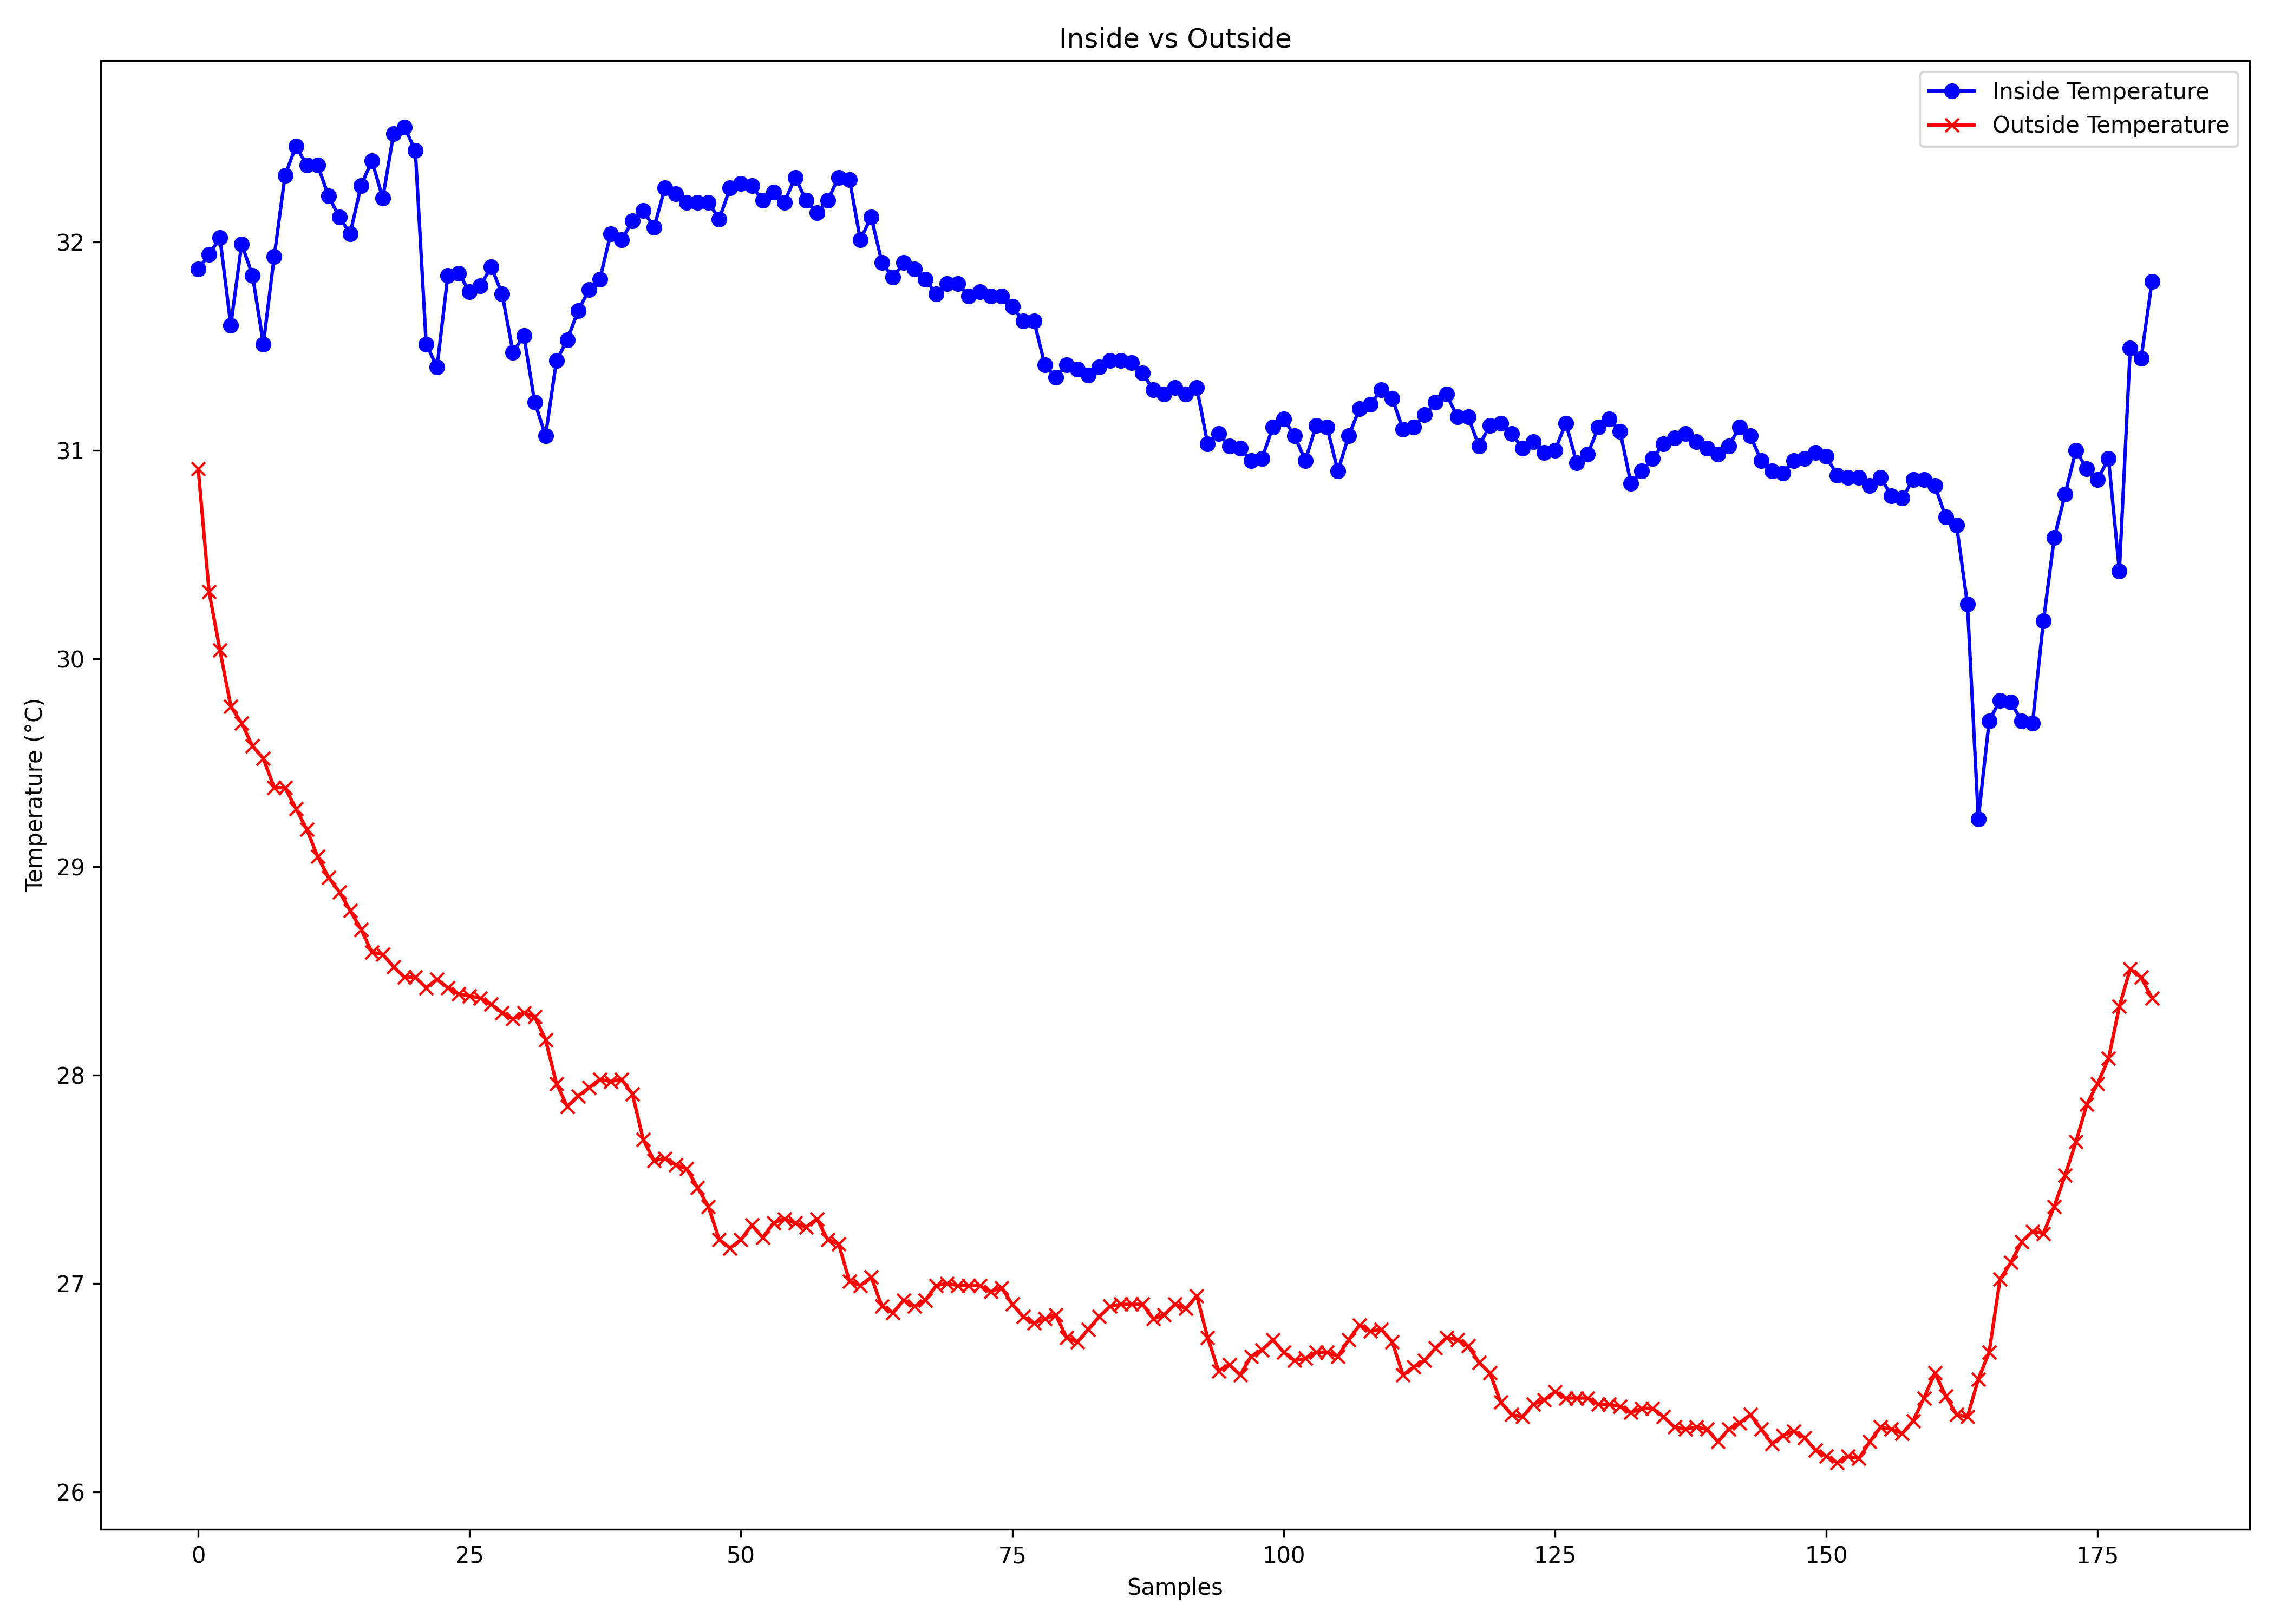 Inside vs Outside
Inside Temperature
Outside Temperature
Temperature (°C)
32
31
30
29
28
27
26
0 25 50 75 100 125 150 175
Samples